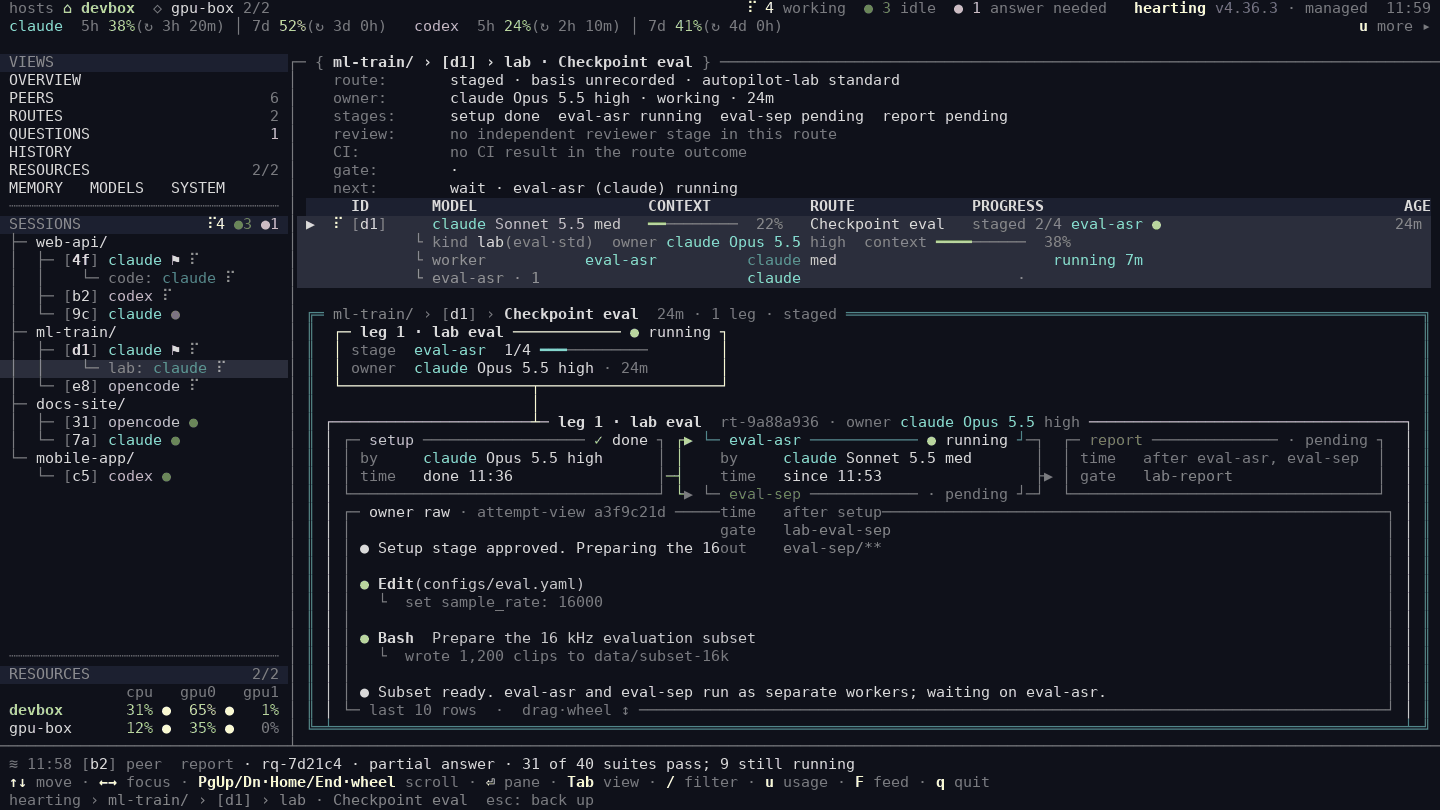 hosts ⌂ devbox ◇ gpu-box 2/2 ⠏ 4 working ● 3 idle ● 1 answer needed hearting v4.36.3 · managed 11:59
claude 5h 38%(↻ 3h 20m) │ 7d 52%(↻ 3d 0h) codex 5h 24%(↻ 2h 10m) │ 7d 41%(↻ 4d 0h) u more ▸
VIEWS
OVERVIEW
PEERS 6
ROUTES 2
QUESTIONS 1
HISTORY
RESOURCES 2/2
MEMORY MODELS SYSTEM
SESSIONS ⠏4 ●3 ●1
web-api/
[4f] claude ⚑ ⠏
code: claude ⠏
[b2] codex ⠏
[9c] claude ●
ml-train/
[d1] claude ⚑ ⠏
lab: claude ⠏
[e8] opencode ⠏
docs-site/
[31] opencode ●
[7a] claude ●
mobile-app/
[c5] codex ●
RESOURCES 2/2
cpu gpu0 gpu1
devbox 31% ● 65% ● 1%
gpu-box 12% ● 35% ● 0%
{ ml-train/ › [d1] › lab · Checkpoint eval }
route: staged · basis unrecorded · autopilot-lab standard
owner: claude Opus 5.5 high · working · 24m
stages: setup done eval-asr running eval-sep pending report pending
review: no independent reviewer stage in this route
CI: no CI result in the route outcome
gate: ·
next: wait · eval-asr (claude) running
ID MODEL CONTEXT ROUTE PROGRESS AGE
▶ ⠏ [d1] claude Sonnet 5.5 med 22% Checkpoint eval staged 2/4 eval-asr ● 24m
└ kind lab(eval·std) owner claude Opus 5.5 high context 38%
└ worker eval-asr claude med running 7m
└ eval-asr · 1 claude ·
ml-train/ › [d1] › Checkpoint eval 24m · 1 leg · staged
leg 1 · lab eval ● running
stage eval-asr 1/4
owner claude Opus 5.5 high · 24m
leg 1 · lab eval rt-9a88a936 · owner claude Opus 5.5 high
setup ✓ done ▶ eval-asr ● running report · pending
by claude Opus 5.5 high by claude Sonnet 5.5 med time after eval-asr, eval-sep
time done 11:36 time since 11:53 ▶ gate lab-report
▶ eval-sep · pending
owner raw · attempt-view a3f9c21d time after setup
gate lab-eval-sep
● Setup stage approved. Preparing the 16out eval-sep/**
● Edit(configs/eval.yaml)
└ set sample_rate: 16000
● Bash Prepare the 16 kHz evaluation subset
└ wrote 1,200 clips to data/subset-16k
● Subset ready. eval-asr and eval-sep run as separate workers; waiting on eval-asr.
last 10 rows · drag·wheel ↕
≋ 11:58 [b2] peer report · rq-7d21c4 · partial answer · 31 of 40 suites pass; 9 still running
↑↓ move · ←→ focus · PgUp/Dn·Home/End·wheel scroll · ⏎ pane · Tab view · / filter · u usage · F feed · q quit
hearting › ml-train/ › [d1] › lab · Checkpoint eval esc: back up